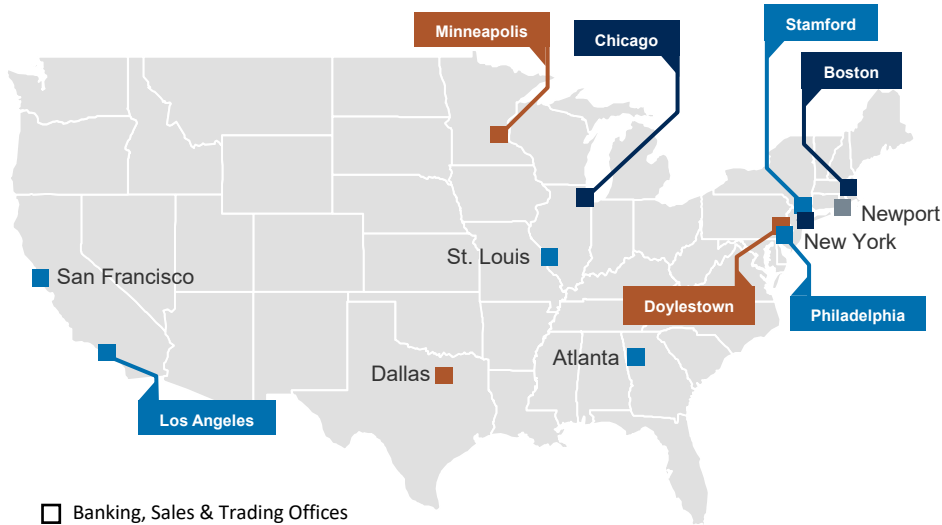 Minneapolis
Chicago
Stamford
Boston
Newport
New York
St. Louis
San Francisco
Doylestown
Philadelphia
Atlanta
Dallas
Los Angeles
Banking, Sales & Trading Offices